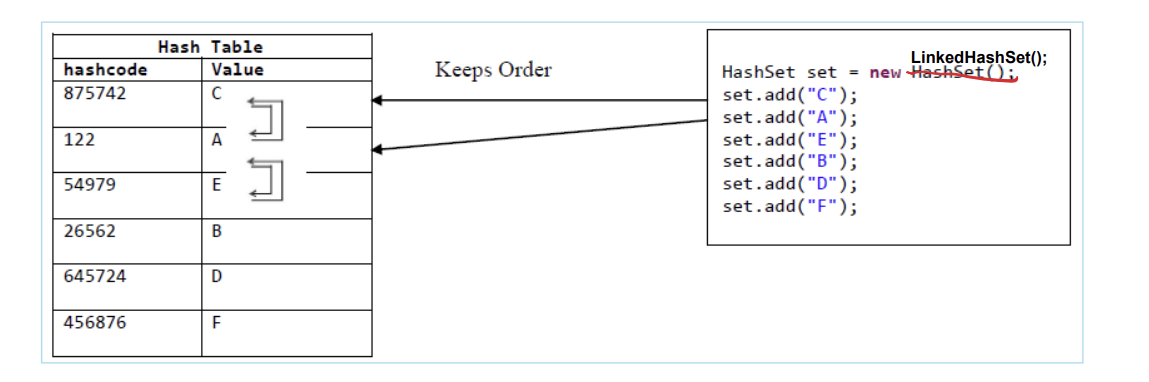 Hash Table
hashcode Value
875742 C
122 A
54979 E
26562 B
645724 D
456876 F
Keeps Order
LinkedHashSet();
HashSet set = new HashSet();
set.add("C");
set.add("A");
set.add("E");
set.add("B");
set.add("D");
set.add("F");